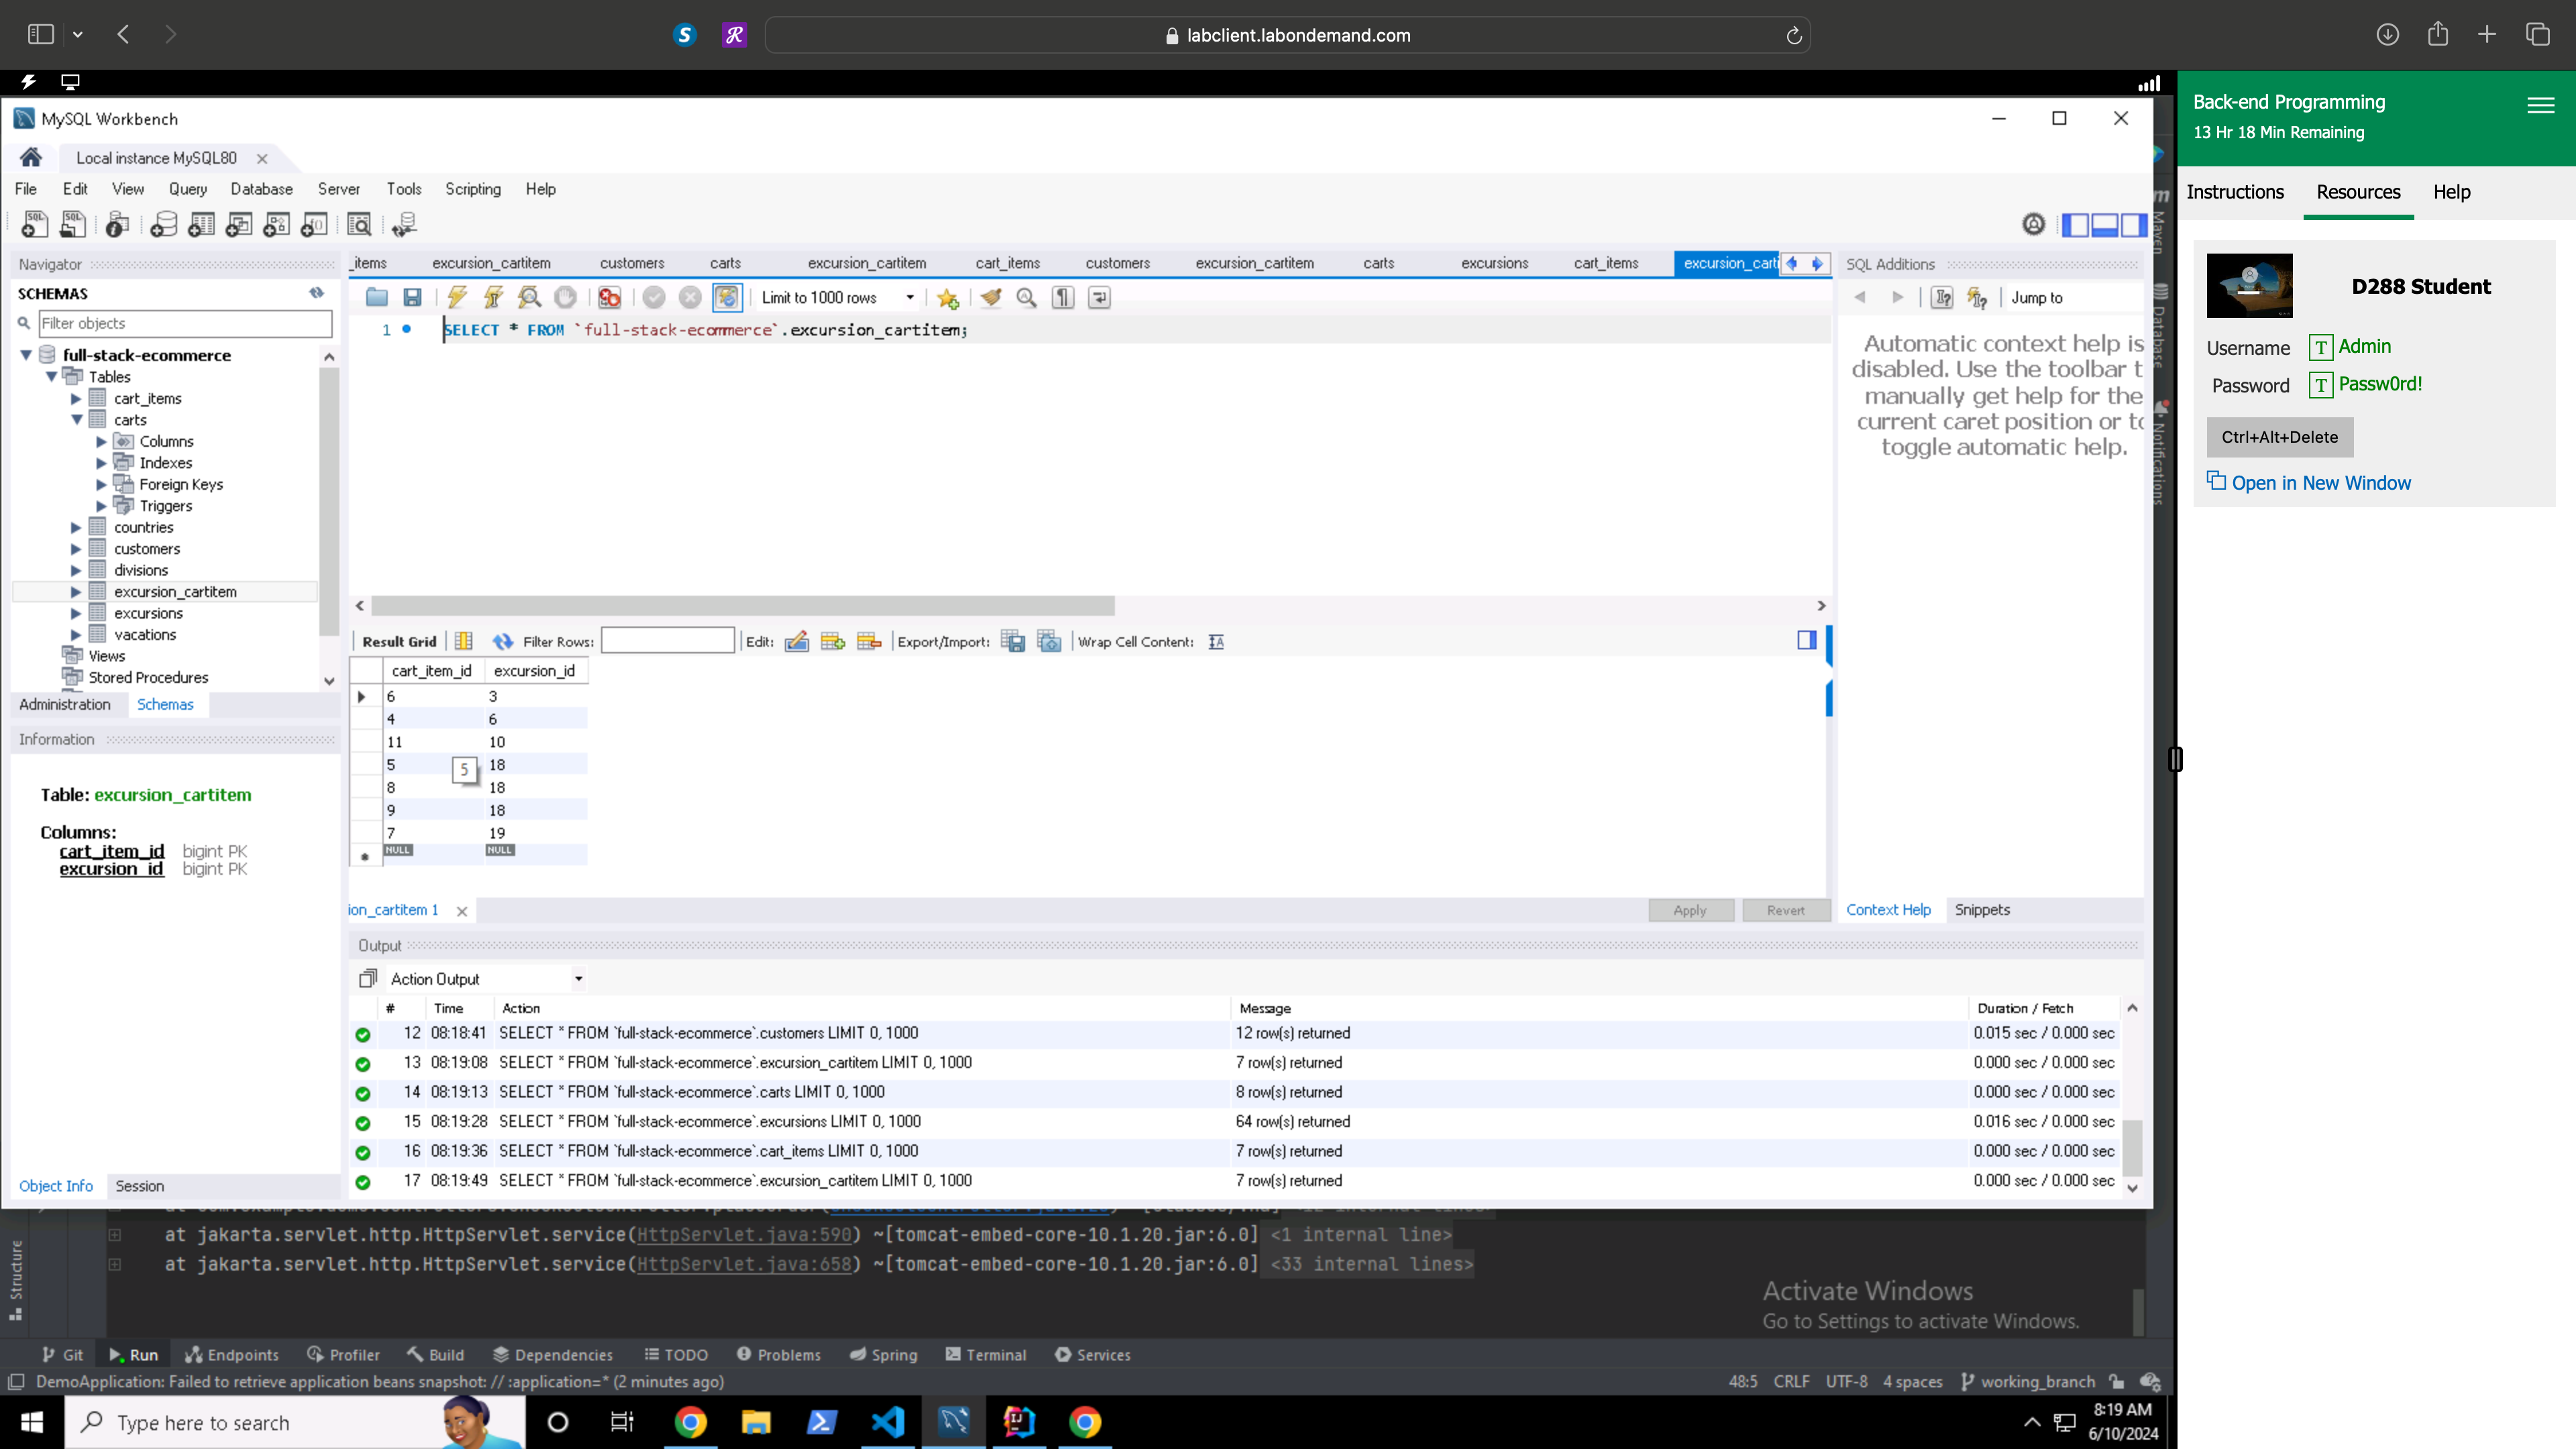 labclient.labondemand.com
MySQL Workbench
Local instance MySQL80
File Edit View Query Database Server Tools Scripting Help
Navigator
SCHEMAS
Filter objects
full-stack-ecommerce
Tables
cart_items
carts
Columns
Indexes
Foreign Keys
Triggers
countries
customers
divisions
excursion_cartitem
excursions
vacations
Views
Stored Procedures
Administration Schemas
Information
Table: excursion_cartitem
Columns:
cart_item_id bigint PK
excursion_id bigint PK
Object Info Session
_items excursion_cartitem customers carts excursion_cartitem cart_items customers excursion_cartitem carts excursions cart_items excursion_carti
Limit to 1000 rows
1 SELECT * FROM `full-stack-ecommerce`.excursion_cartitem;
Result Grid Filter Rows: Edit: Export/Import: Wrap Cell Content:
cart_item_id excursion_id
6 3
4 6
11 10
5 18
5
8 18
9 18
7 19
NULL NULL
ion_cartitem 1 Apply Revert
SQL Additions
Jump to
Automatic context help is
disabled. Use the toolbar t
manually get help for the
current caret position or to
toggle automatic help.
Context Help Snippets
Output
Action Output
# Time Action Message Duration / Fetch
12 08:18:41 SELECT * FROM `full-stack-ecommerce`.customers LIMIT 0, 1000 12 row(s) returned 0.015 sec / 0.000 sec
13 08:19:08 SELECT * FROM `full-stack-ecommerce`.excursion_cartitem LIMIT 0, 1000 7 row(s) returned 0.000 sec / 0.000 sec
14 08:19:13 SELECT * FROM `full-stack-ecommerce`.carts LIMIT 0, 1000 8 row(s) returned 0.000 sec / 0.000 sec
15 08:19:28 SELECT * FROM `full-stack-ecommerce`.excursions LIMIT 0, 1000 64 row(s) returned 0.016 sec / 0.000 sec
16 08:19:36 SELECT * FROM `full-stack-ecommerce`.cart_items LIMIT 0, 1000 7 row(s) returned 0.000 sec / 0.000 sec
17 08:19:49 SELECT * FROM `full-stack-ecommerce`.excursion_cartitem LIMIT 0, 1000 7 row(s) returned 0.000 sec / 0.000 sec
Maven
Database
Notifications
Structure
at jakarta.servlet.http.HttpServlet.service(HttpServlet.java:590) ~[tomcat-embed-core-10.1.20.jar:6.0] <1 internal line>
at jakarta.servlet.http.HttpServlet.service(HttpServlet.java:658) ~[tomcat-embed-core-10.1.20.jar:6.0] <33 internal lines>
Activate Windows
Go to Settings to activate Windows.
Git Run Endpoints Profiler Build Dependencies TODO Problems Spring Terminal Services
DemoApplication: Failed to retrieve application beans snapshot: // :application=* (2 minutes ago) 48:5 CRLF UTF-8 4 spaces working_branch
Type here to search
8:19 AM
6/10/2024
Back-end Programming
13 Hr 18 Min Remaining
Instructions Resources Help
D288 Student
Username T Admin
Password T Passw0rd!
Ctrl+Alt+Delete
Open in New Window